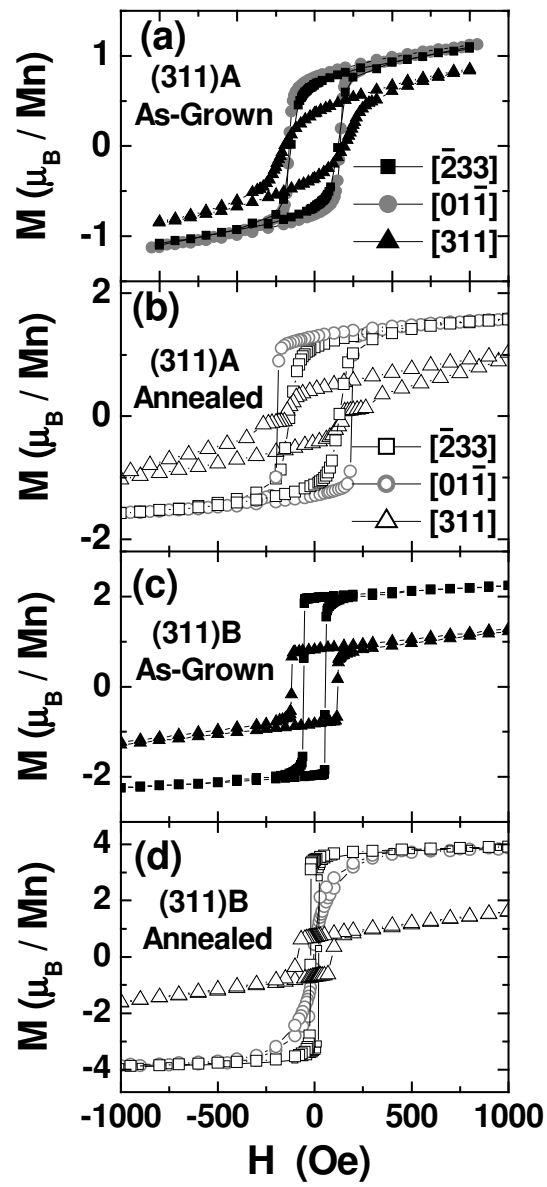 (a)
(311)A
As-Grown
[2̄33]
[011̄]
[311]
M (μB / Mn)
1
0
-1
(b)
(311)A
Annealed
[2̄33]
[011̄]
[311]
M (μB / Mn)
2
0
-2
(c)
(311)B
As-Grown
M (μB / Mn)
2
0
-2
(d)
(311)B
Annealed
M (μB / Mn)
4
2
0
-2
-4
-1000 -500 0 500 1000
H (Oe)